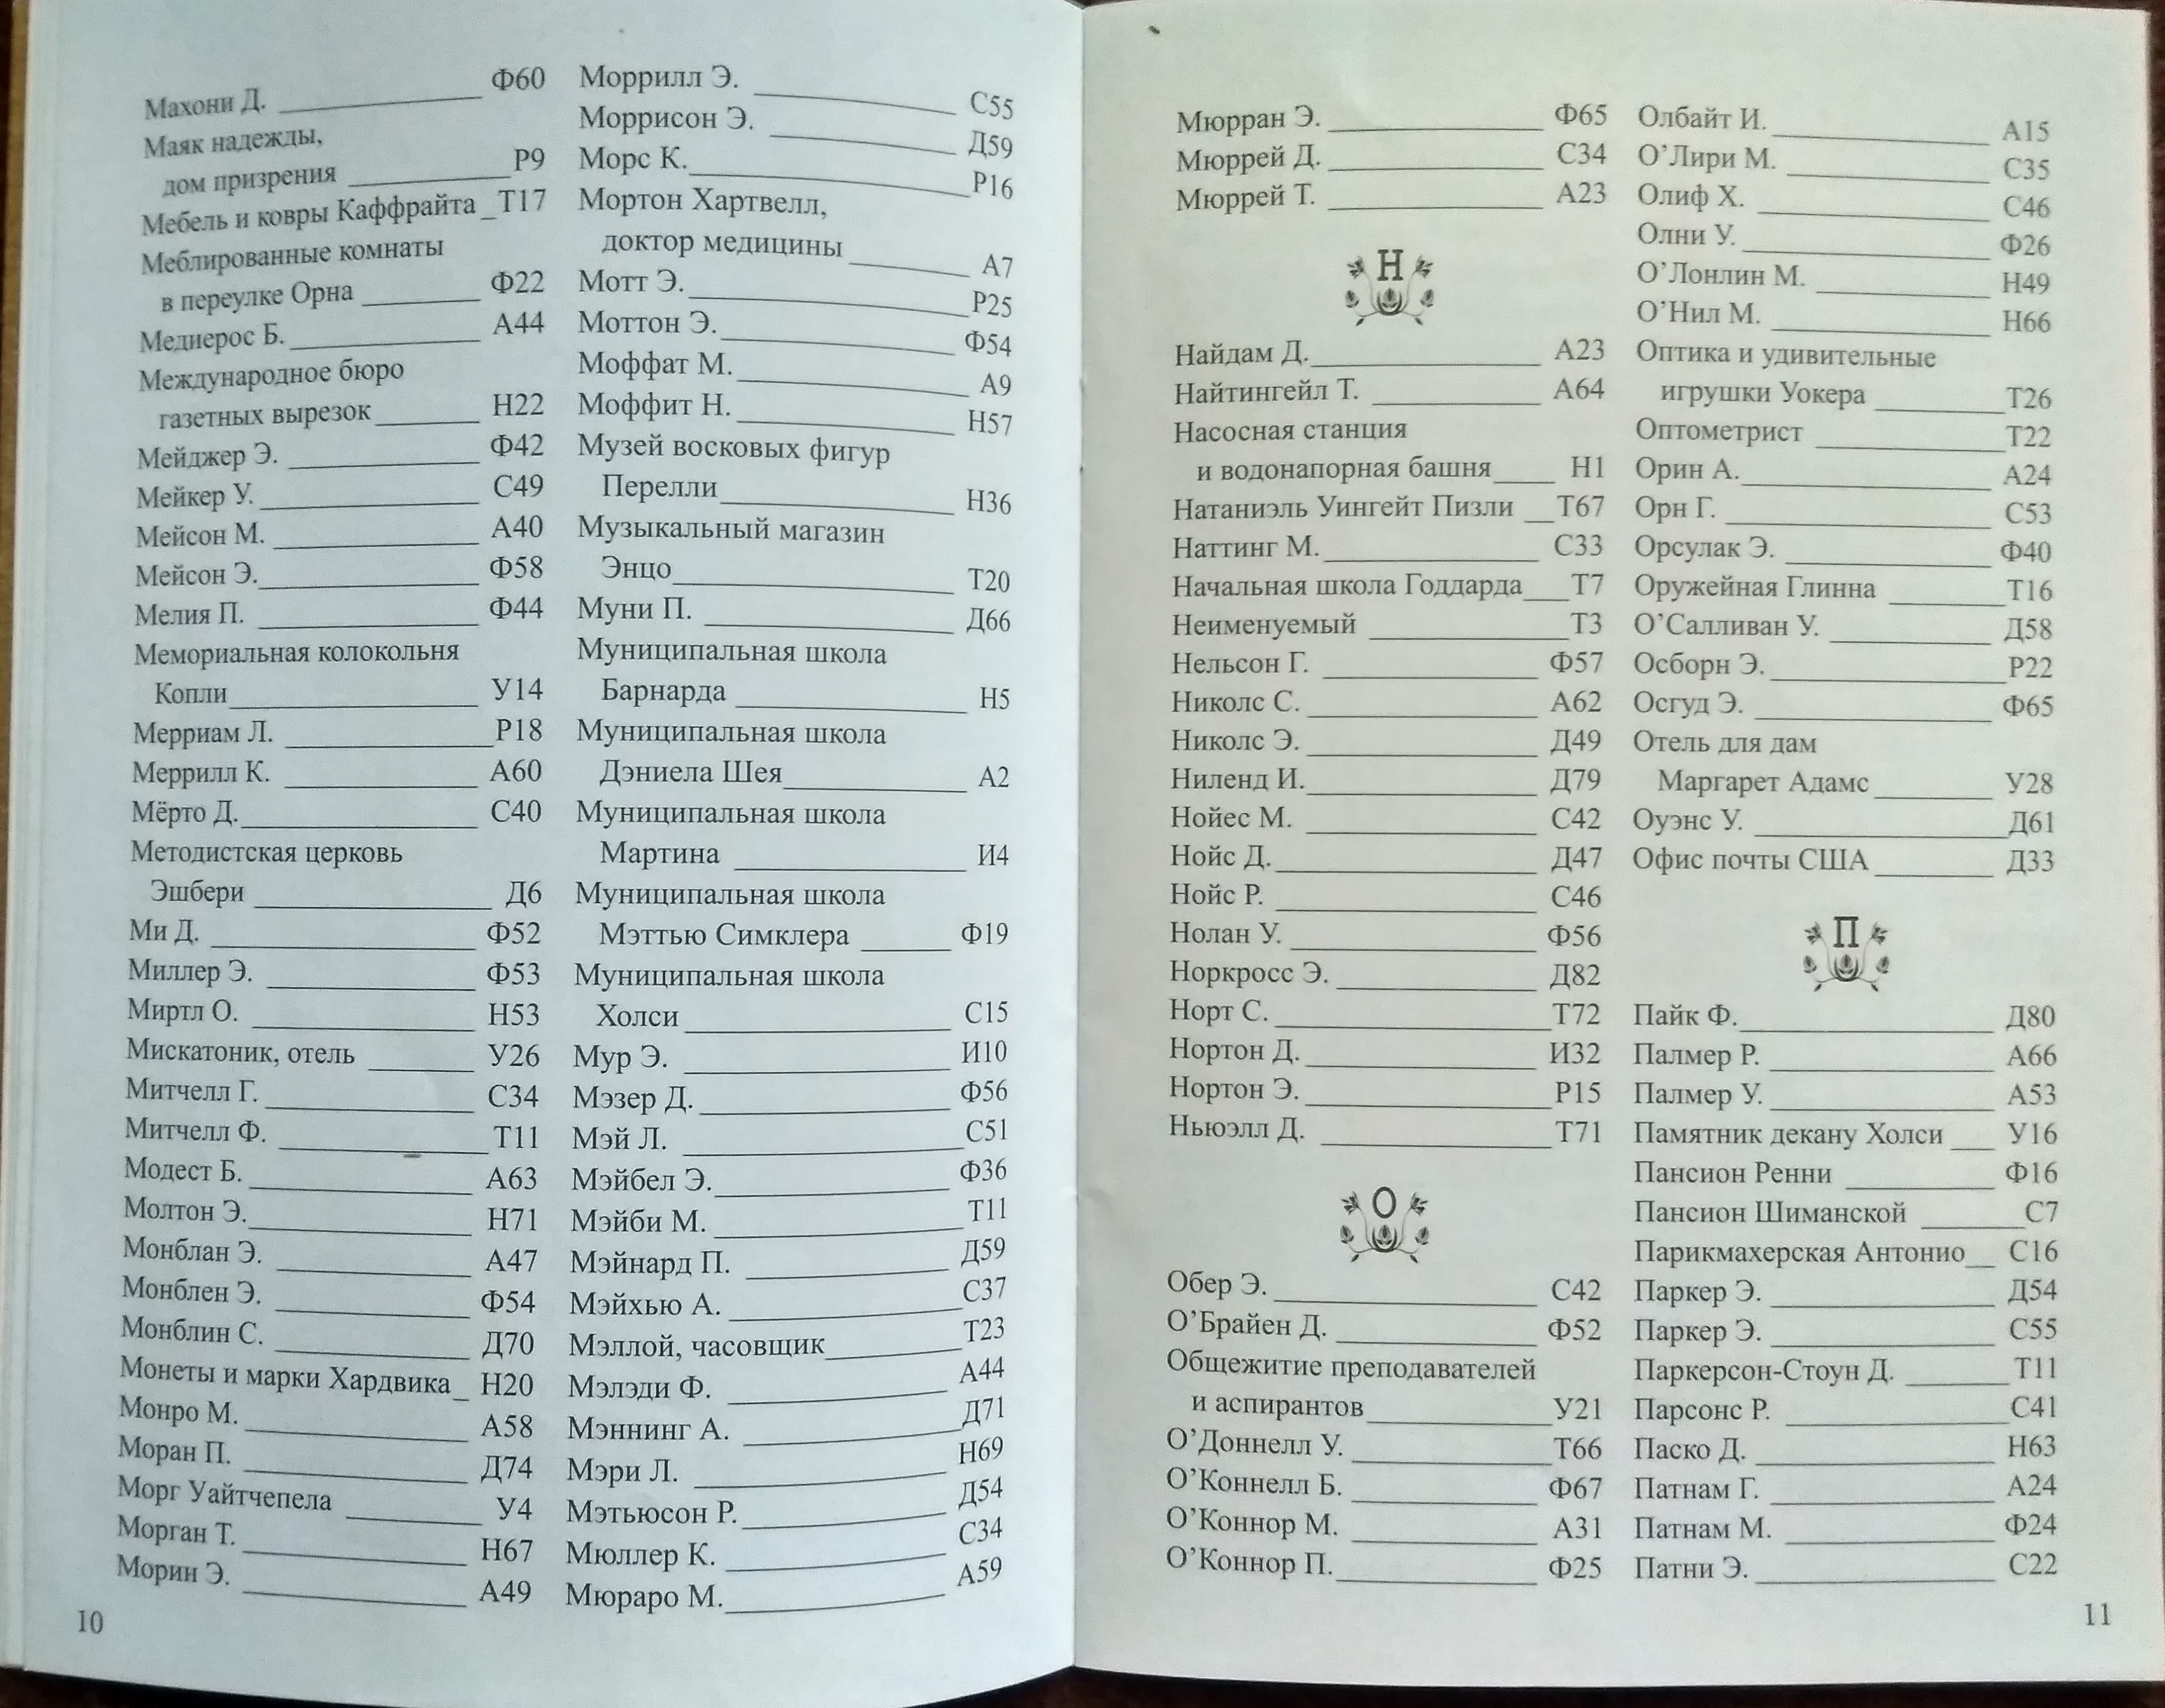 Махони Д. Ф60
Маяк надежды,
дом призрения Р9
Мебель и ковры Каффрайта Т17
Меблированные комнаты
в переулке Орна Ф22
Медиерос Б. А44
Международное бюро
газетных вырезок Н22
Мейджер Э. Ф42
Мейкер У. С49
Мейсон М. А40
Мейсон Э. Ф58
Мелия П. Ф44
Мемориальная колокольня
Копли У14
Мерриам Л. Р18
Меррилл К. А60
Мёрто Д. С40
Методистская церковь
Эшбери Д6
Ми Д. Ф52
Миллер Э. Ф53
Миртл О. Н53
Мискатоник, отель У26
Митчелл Г. С34
Митчелл Ф. Т11
Модест Б. А63
Молтон Э. Н71
Монблан Э. А47
Монблен Э. Ф54
Монблин С. Д70
Монеты и марки Хардвика Н20
Монро М. А58
Моран П. Д74
Морг Уайтчепела У4
Морган Т. Н67
Морин Э. А49
10
Моррилл Э. С55
Моррисон Э. Д59
Морс К. Р16
Мортон Хартвелл,
доктор медицины А7
Мотт Э. Р25
Моттон Э. Ф54
Моффат М. А9
Моффит Н. Н57
Музей восковых фигур
Перелли Н36
Музыкальный магазин
Энцо Т20
Муни П. Д66
Муниципальная школа
Барнарда Н5
Муниципальная школа
Дэниела Шея А2
Муниципальная школа
Мартина И4
Муниципальная школа
Мэттью Симклера Ф19
Муниципальная школа
Холси С15
Мур Э. И10
Мэзер Д. Ф56
Мэй Л. С51
Мэйбел Э. Ф36
Мэйби М. Т11
Мэйнард П. Д59
Мэйхью А. С37
Мэллой, часовщик Т23
Мэлэди Ф. А44
Мэннинг А. Д71
Мэри Л. Н69
Мэтьюсон Р. Д54
Мюллер К. С34
Мюраро М. А59
Мюрран Э. Ф65
Мюррей Д. С34
Мюррей Т. А23
Н
Найдам Д. А23
Найтингейл Т. А64
Насосная станция
и водонапорная башня Н1
Натаниэль Уингейт Пизли Т67
Наттинг М. С33
Начальная школа Годдарда Т7
Неименуемый Т3
Нельсон Г. Ф57
Николс С. А62
Николс Э. Д49
Ниленд И. Д79
Нойес М. С42
Нойс Д. Д47
Нойс Р. С46
Нолан У. Ф56
Норкросс Э. Д82
Норт С. Т72
Нортон Д. И32
Нортон Э. Р15
Ньюэлл Д. Т71
О
Обер Э. С42
О’Брайен Д. Ф52
Общежитие преподавателей
и аспирантов У21
О’Доннелл У. Т66
О’Коннелл Б. Ф67
О’Коннор М. А31
О’Коннор П. Ф25
Олбайт И. А15
О’Лири М. С35
Олиф Х. С46
Олни У. Ф26
О’Лонлин М. Н49
О’Нил М. Н66
Оптика и удивительные
игрушки Уокера Т26
Оптометрист Т22
Орин А. А24
Орн Г. С53
Орсулак Э. Ф40
Оружейная Глинна Т16
О’Салливан У. Д58
Осборн Э. Р22
Осгуд Э. Ф65
Отель для дам
Маргарет Адамс У28
Оуэнс У. Д61
Офис почты США Д33
П
Пайк Ф. Д80
Палмер Р. А66
Палмер У. А53
Памятник декану Холси У16
Пансион Ренни Ф16
Пансион Шиманской С7
Парикмахерская Антонио С16
Паркер Э. Д54
Паркер Э. С55
Паркерсон-Стоун Д. Т11
Парсонс Р. С41
Паско Д. Н63
Патнам Г. А24
Патнам М. Ф24
Патни Э. С22
11